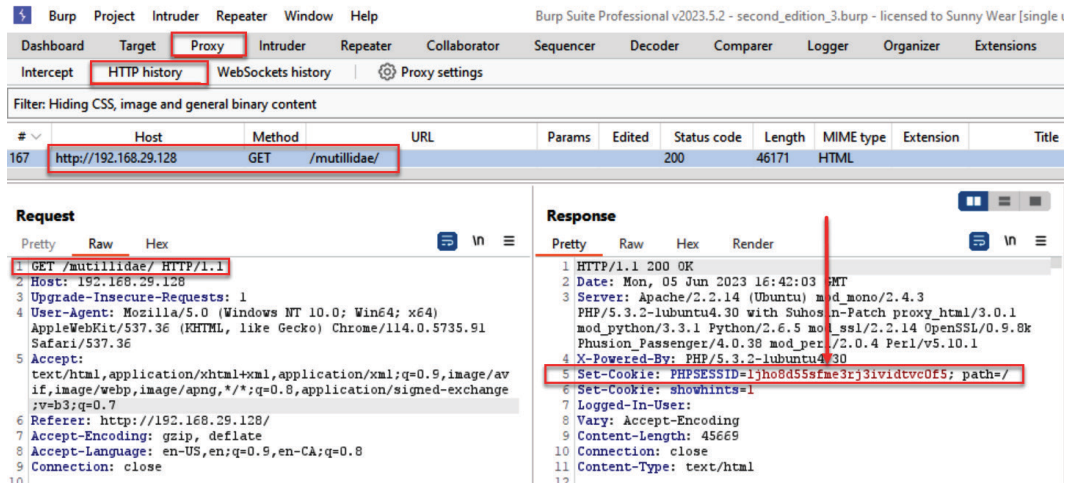 Burp Project Intruder Repeater Window Help Burp Suite Professional v2023.5.2 - second_edition_3.burp - licensed to Sunny Wear [single u
Dashboard Target Proxy Intruder Repeater Collaborator Sequencer Decoder Comparer Logger Organizer Extensions
Intercept HTTP history WebSockets history Proxy settings
Filter: Hiding CSS, image and general binary content
# Host Method URL Params Edited Status code Length MIME type Extension Title
167 http://192.168.29.128 GET /mutillidae/ 200 46171 HTML
Request
Pretty Raw Hex \n
1 GET /mutillidae/ HTTP/1.1
2 Host: 192.168.29.128
3 Upgrade-Insecure-Requests: 1
4 User-Agent: Mozilla/5.0 (Windows NT 10.0; Win64; x64)
AppleWebKit/537.36 (KHTML, like Gecko) Chrome/114.0.5735.91
Safari/537.36
5 Accept:
text/html,application/xhtml+xml,application/xml;q=0.9,image/av
if,image/webp,image/apng,*/*;q=0.8,application/signed-exchange
;v=b3;q=0.7
6 Referer: http://192.168.29.128/
7 Accept-Encoding: gzip, deflate
8 Accept-Language: en-US,en;q=0.9,en-CA;q=0.8
9 Connection: close
10
Response
Pretty Raw Hex Render \n
1 HTTP/1.1 200 OK
2 Date: Mon, 05 Jun 2023 16:42:03 GMT
3 Server: Apache/2.2.14 (Ubuntu) mod_mono/2.4.3
PHP/5.3.2-1ubuntu4.30 with Suhosin-Patch proxy_html/3.0.1
mod_python/3.3.1 Python/2.6.5 mod_ssl/2.2.14 OpenSSL/0.9.8k
Phusion_Passenger/4.0.38 mod_perl/2.0.4 Perl/v5.10.1
4 X-Powered-By: PHP/5.3.2-1ubuntu4.30
5 Set-Cookie: PHPSESSID=1jho8d55sfme3rj3ividtvc0f5; path=/
6 Set-Cookie: showhints=1
7 Logged-In-User:
8 Vary: Accept-Encoding
9 Content-Length: 45669
10 Connection: close
11 Content-Type: text/html
12